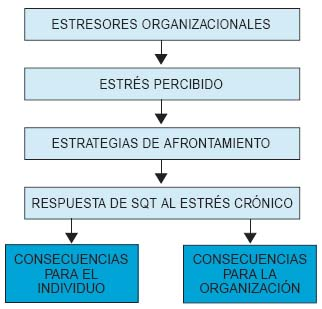 ESTRESORES ORGANIZACIONALES
ESTRÉS PERCIBIDO
ESTRATEGIAS DE AFRONTAMIENTO
RESPUESTA DE SQT AL ESTRÉS CRÓNICO
CONSECUENCIAS
PARA EL
INDIVIDUO
CONSECUENCIAS
PARA LA
ORGANIZACIÓN